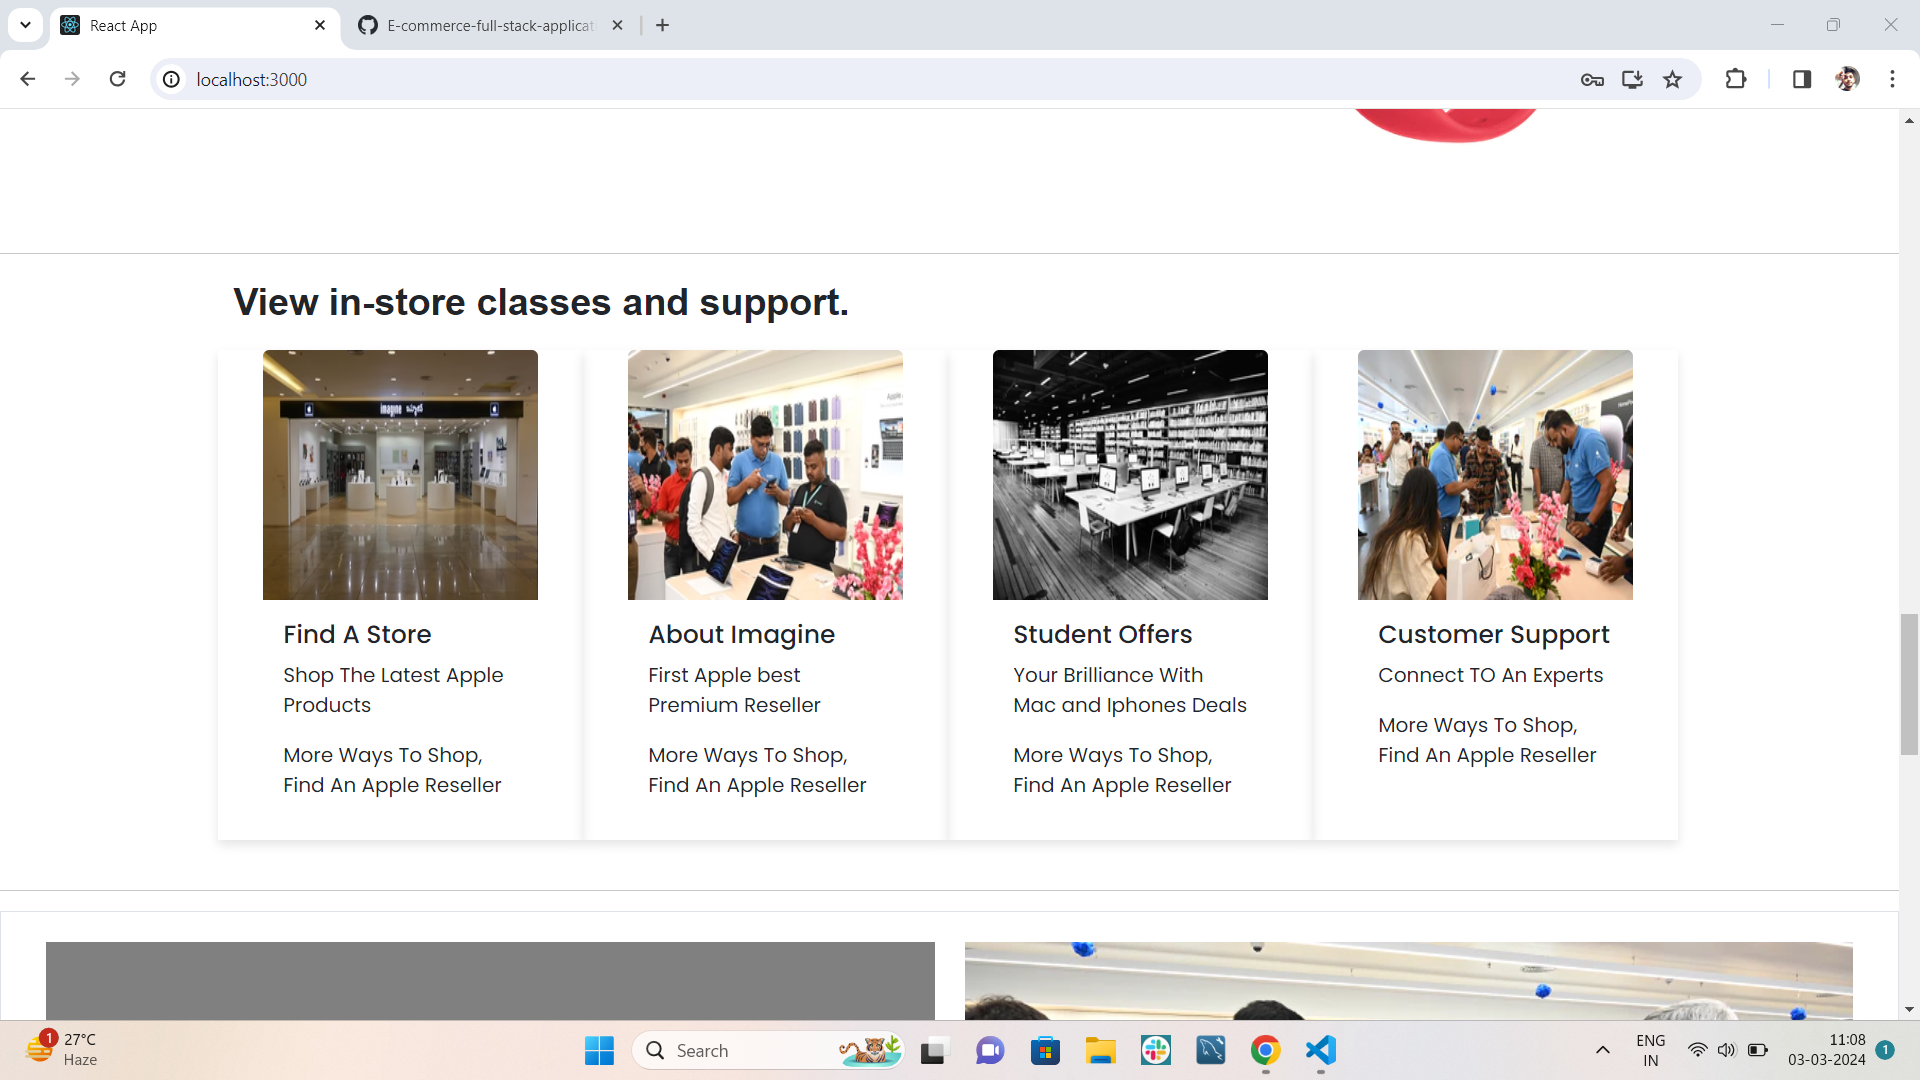 React App
E-commerce-full-stack-applicat
localhost:3000
View in-store classes and support.
imagine
Find A Store
Shop The Latest Apple
Products
More Ways To Shop,
Find An Apple Reseller
Apple
About Imagine
First Apple best
Premium Reseller
More Ways To Shop,
Find An Apple Reseller
Student Offers
Your Brilliance With
Mac and Iphones Deals
More Ways To Shop,
Find An Apple Reseller
Customer Support
Connect TO An Experts
More Ways To Shop,
Find An Apple Reseller
1
27°C
Haze
Search
ENG
IN
11:08
03-03-2024
1